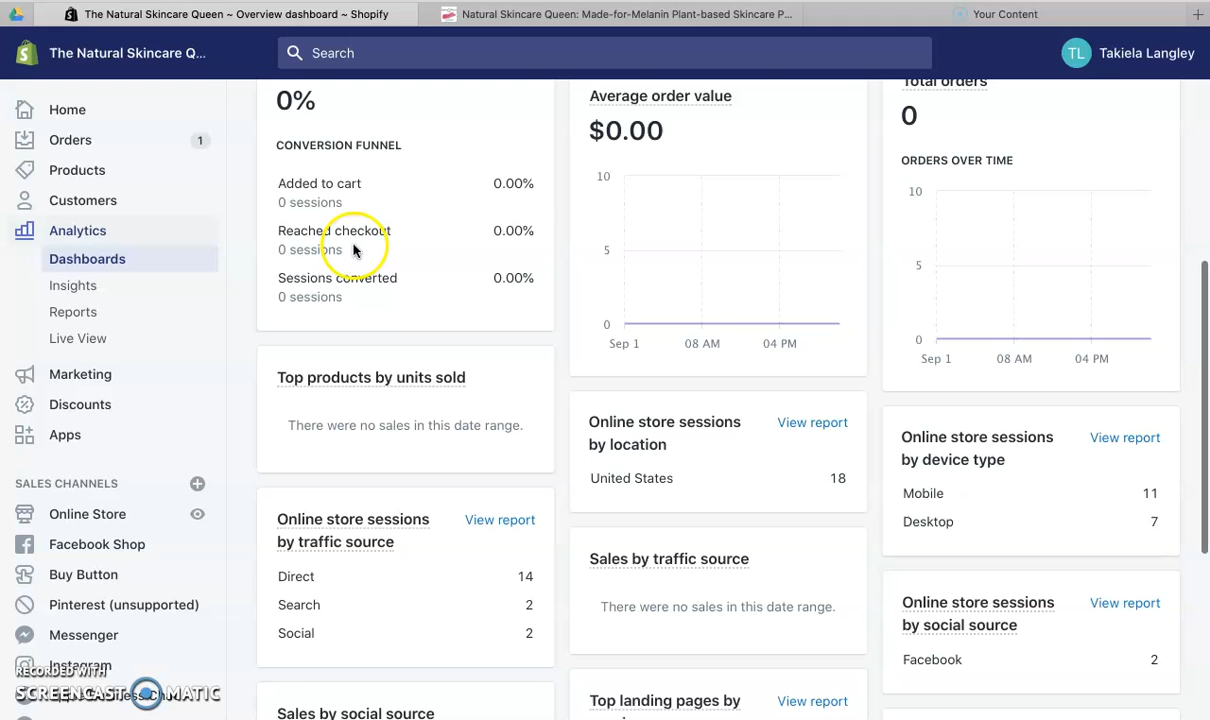 The Natural Skincare Queen ~ Overview dashboard ~ Shopify
Natural Skincare Queen: Made-for-Melanin Plant-based Skincare P...
Your Content
The Natural Skincare Q...
Search
TL
Takiela Langley
Home
Orders
1
Products
Customers
Analytics
Dashboards
Insights
Reports
Live View
Marketing
Discounts
Apps
SALES CHANNELS
Online Store
Facebook Shop
Buy Button
Pinterest (unsupported)
Messenger
Instagram
RECORDED WITH
SCREENCAST MATIC
0%
CONVERSION FUNNEL
Added to cart 0.00%
0 sessions
Reached checkout 0.00%
0 sessions
Sessions converted 0.00%
0 sessions
Top products by units sold
There were no sales in this date range.
Online store sessions View report
by traffic source
Direct 14
Search 2
Social 2
Sales by social source
Average order value
$0.00
10
5
0
Sep 1 08 AM 04 PM
Online store sessions View report
by location
United States 18
Sales by traffic source
There were no sales in this date range.
Top landing pages by View report
Total orders
0
ORDERS OVER TIME
10
5
0
Sep 1 08 AM 04 PM
Online store sessions View report
by device type
Mobile 11
Desktop 7
Online store sessions View report
by social source
Facebook 2